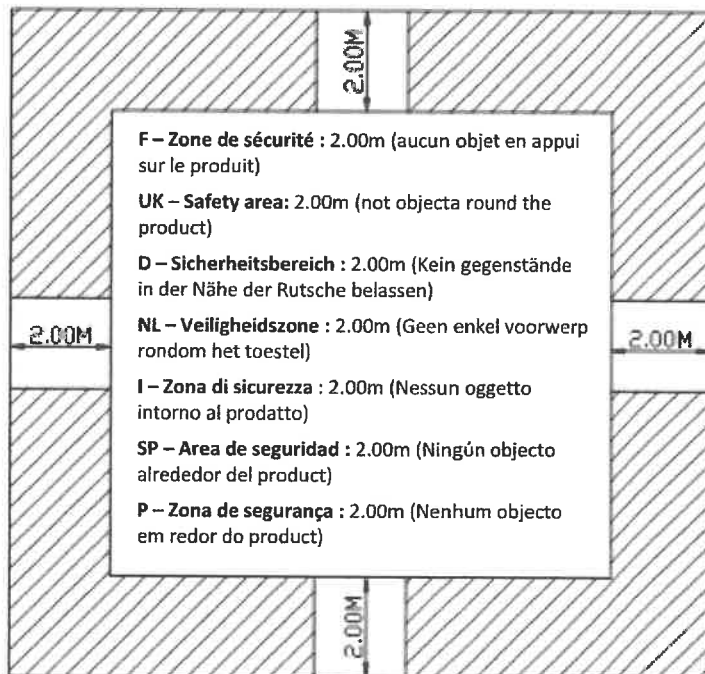 2.00M
F – Zone de sécurité : 2.00m (aucun objet en appui
sur le produit)
UK – Safety area: 2.00m (not objecta round the
product)
D – Sicherheitsbereich : 2.00m (Kein gegenstände
in der Nähe der Rutsche belassen)
NL – Veiligheidszone : 2.00m (Geen enkel voorwerp
rondom het toestel)
2.00M
2.00M
I – Zona di sicurezza : 2.00m (Nessun oggetto
intorno al prodatto)
SP – Area de seguridad : 2.00m (Ningún objecto
alrededor del product)
P – Zona de segurança : 2.00m (Nenhum objecto
em redor do product)
2.00M